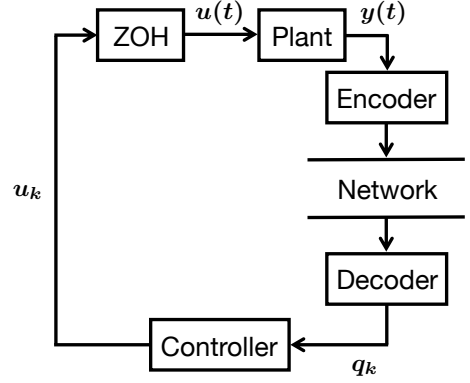 ZOH
u(t)
Plant
y(t)
Encoder
Network
u_k
Decoder
Controller
q_k